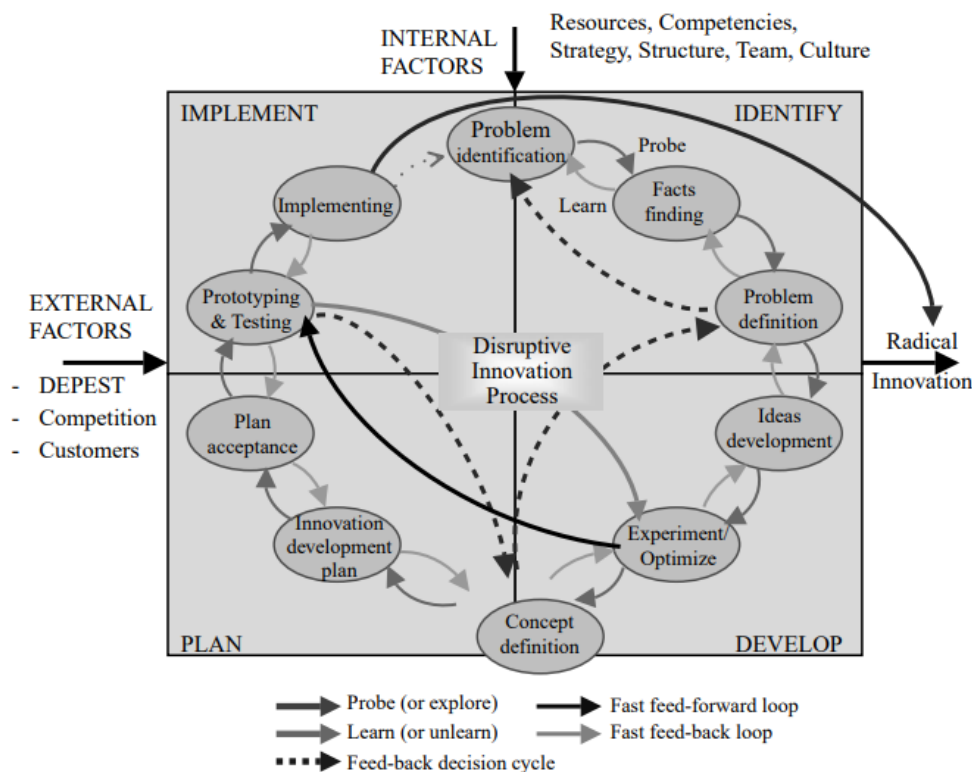 INTERNAL
FACTORS
Resources, Competencies,
Strategy, Structure, Team, Culture
IMPLEMENT
IDENTIFY
Problem
identification
Probe
Learn
Facts
finding
Implementing
Prototyping
& Testing
Problem
definition
EXTERNAL
FACTORS
- DEPEST
- Competition
- Customers
Disruptive
Innovation
Process
Radical
Innovation
Plan
acceptance
Ideas
development
Innovation
development
plan
Experiment/
Optimize
Concept
definition
PLAN
DEVELOP
Probe (or explore)
Learn (or unlearn)
Feed-back decision cycle
Fast feed-forward loop
Fast feed-back loop